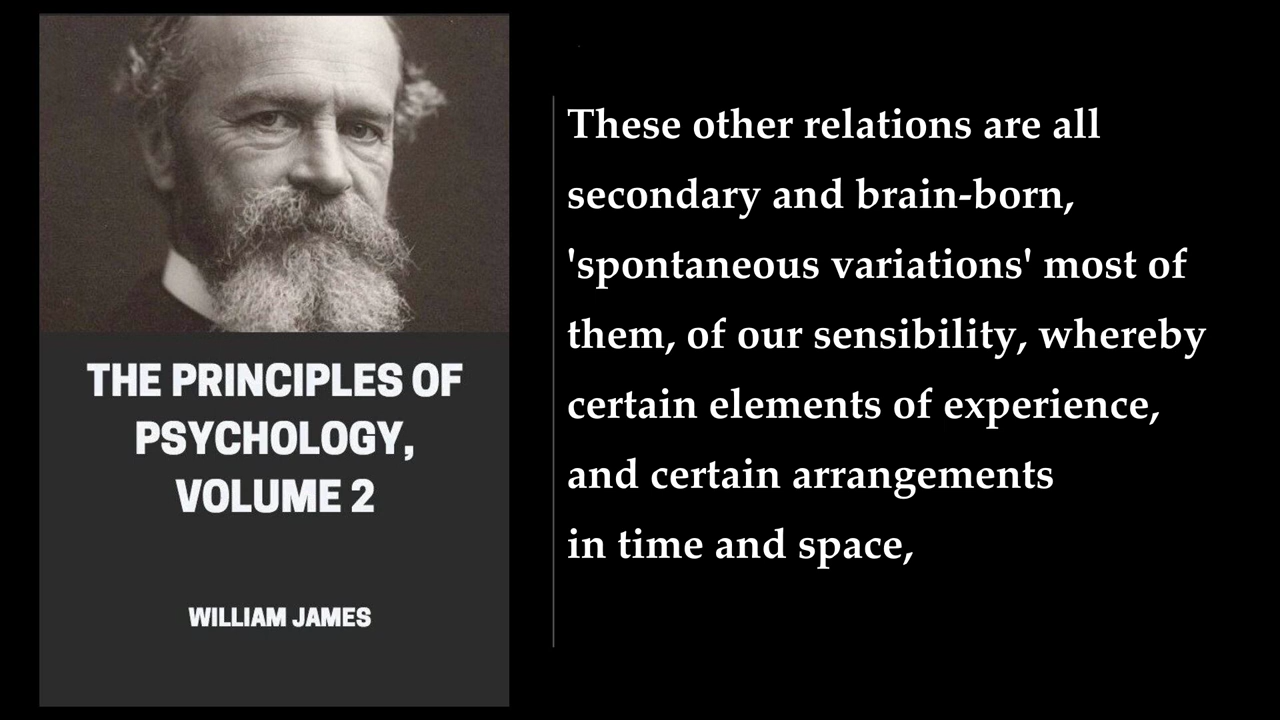 THE PRINCIPLES OF
PSYCHOLOGY,
VOLUME 2
WILLIAM JAMES
These other relations are all
secondary and brain-born,
'spontaneous variations' most of
them, of our sensibility, whereby
certain elements of experience,
and certain arrangements
in time and space,